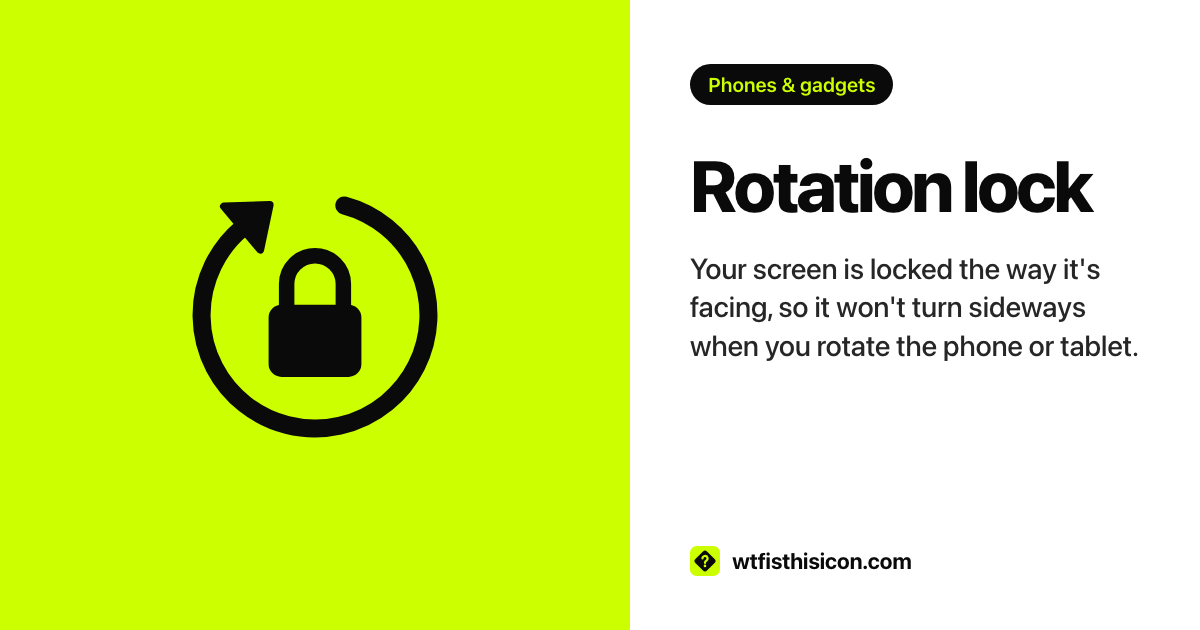 Phones & gadgets
Rotation lock
Your screen is locked the way it's
facing, so it won't turn sideways
when you rotate the phone or tablet.
?
wtfisthisicon.com